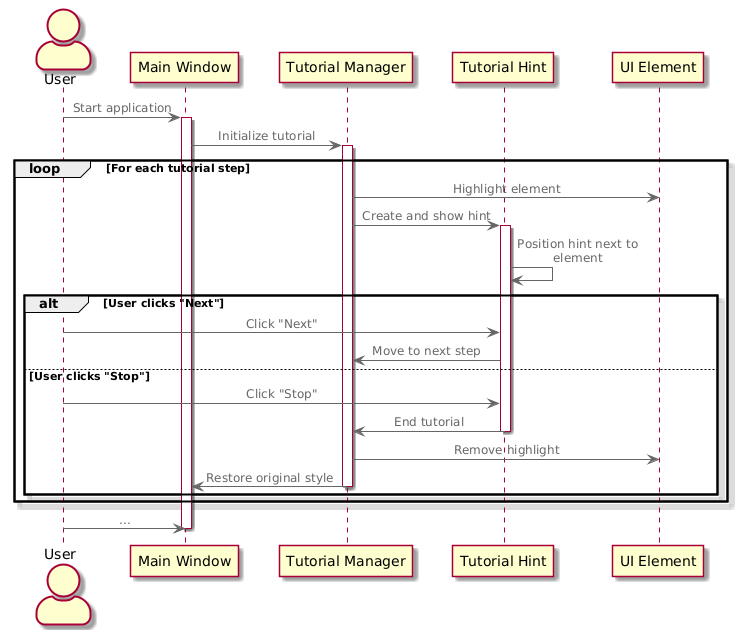 User
Main Window
Tutorial Manager
Tutorial Hint
UI Element
Start application
Initialize tutorial
loop
[For each tutorial step]
Highlight element
Create and show hint
Position hint next to
element
alt
[User clicks "Next"]
Click "Next"
Move to next step
[User clicks "Stop"]
Click "Stop"
End tutorial
Remove highlight
Restore original style
...
User
Main Window
Tutorial Manager
Tutorial Hint
UI Element